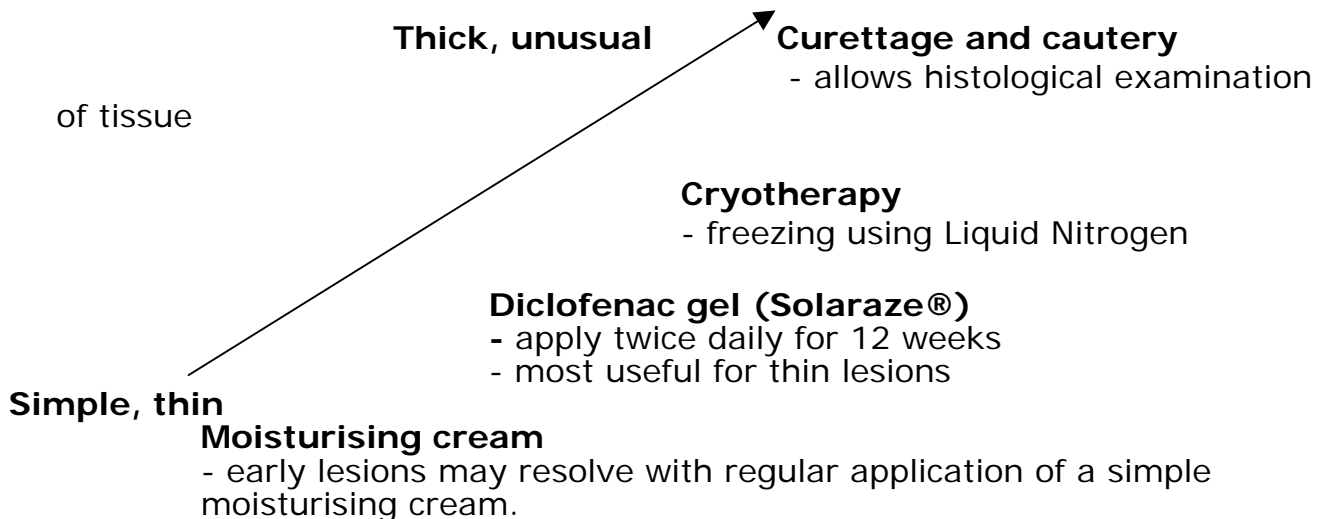 Thick, unusual
Curettage and cautery
- allows histological examination
of tissue
Cryotherapy
- freezing using Liquid Nitrogen
Diclofenac gel (Solaraze®)
- apply twice daily for 12 weeks
- most useful for thin lesions
Simple, thin
Moisturising cream
- early lesions may resolve with regular application of a simple
moisturising cream.